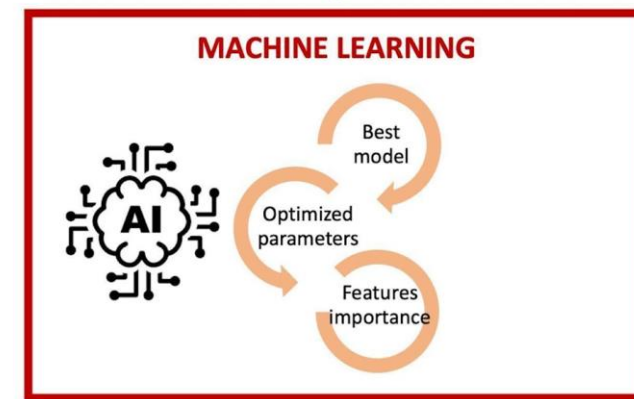 MACHINE LEARNING
AI
Best
model
Optimized
parameters
Features
importance